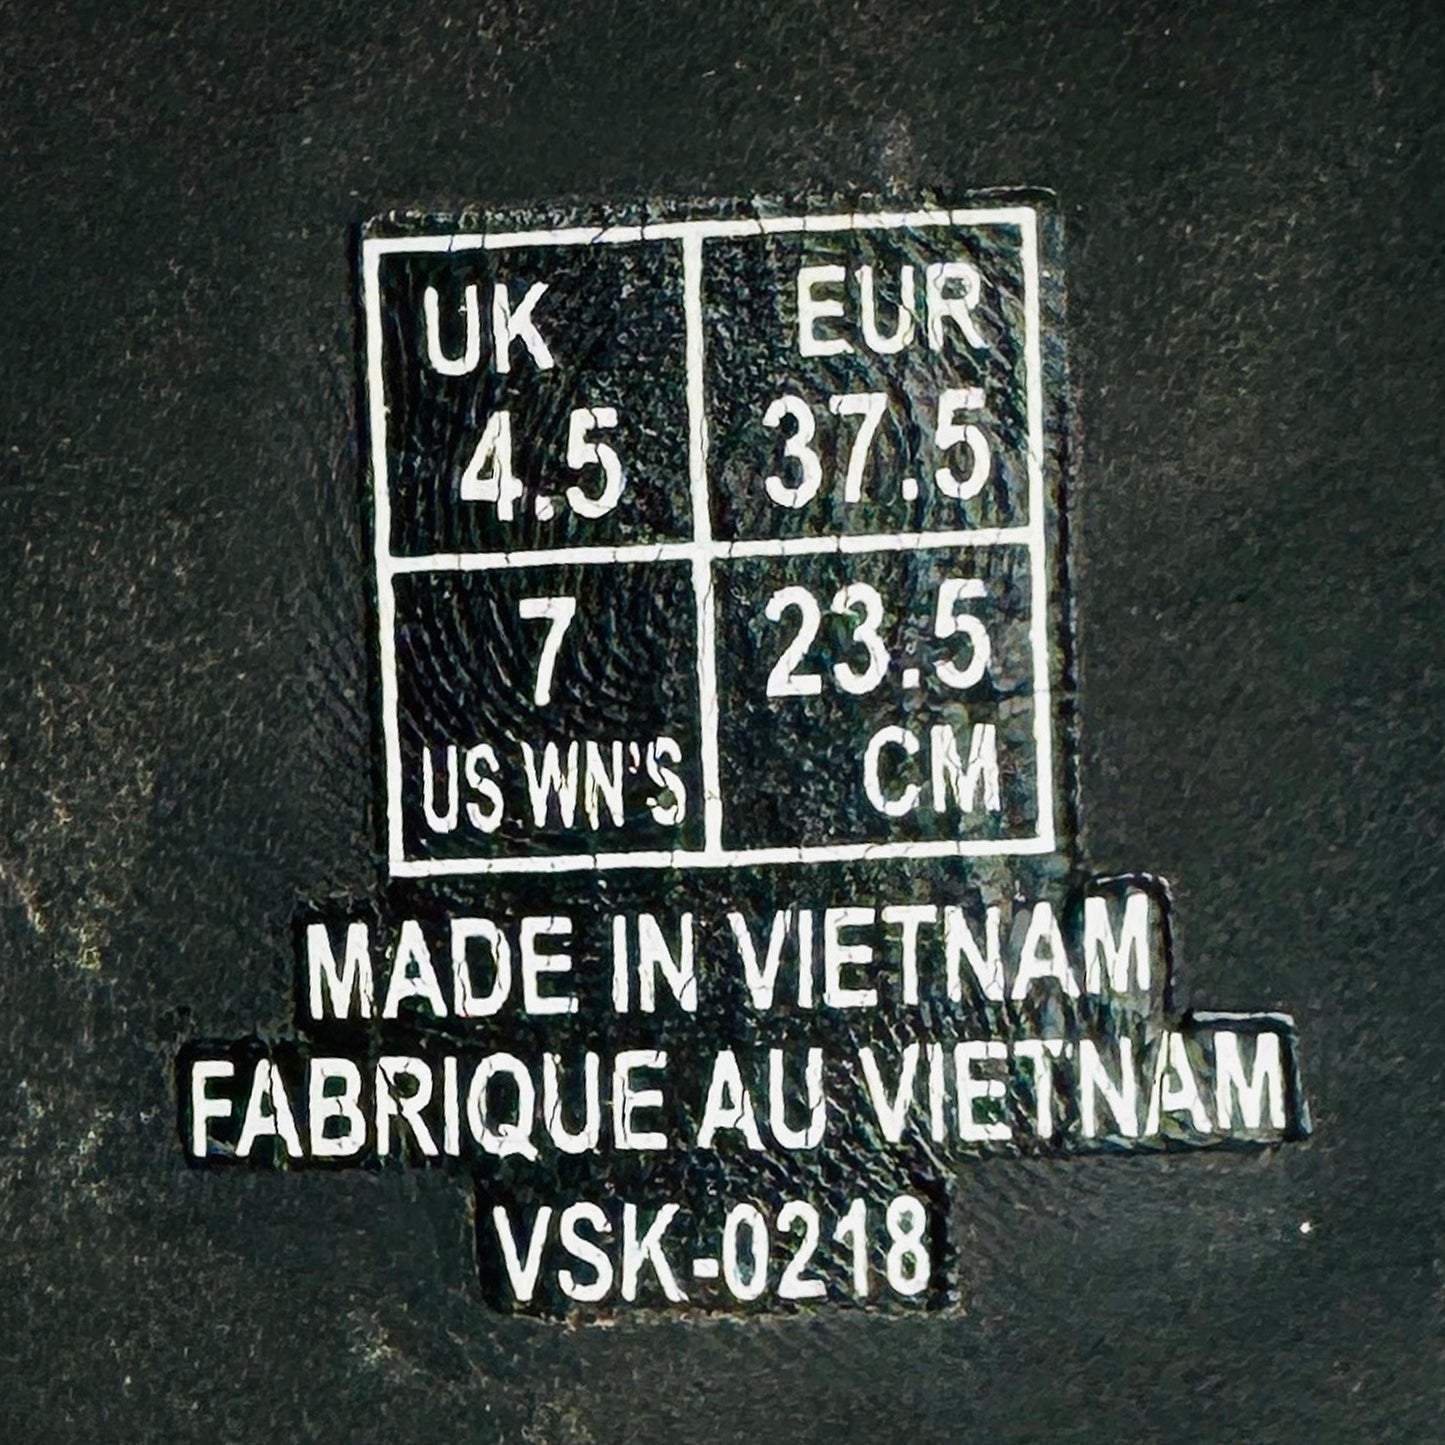 UK
4.5
EUR
37.5
7
US WN'S
23.5
CM
MADE IN VIETNAM
FABRIQUE AU VIETNAM
VSK-0218